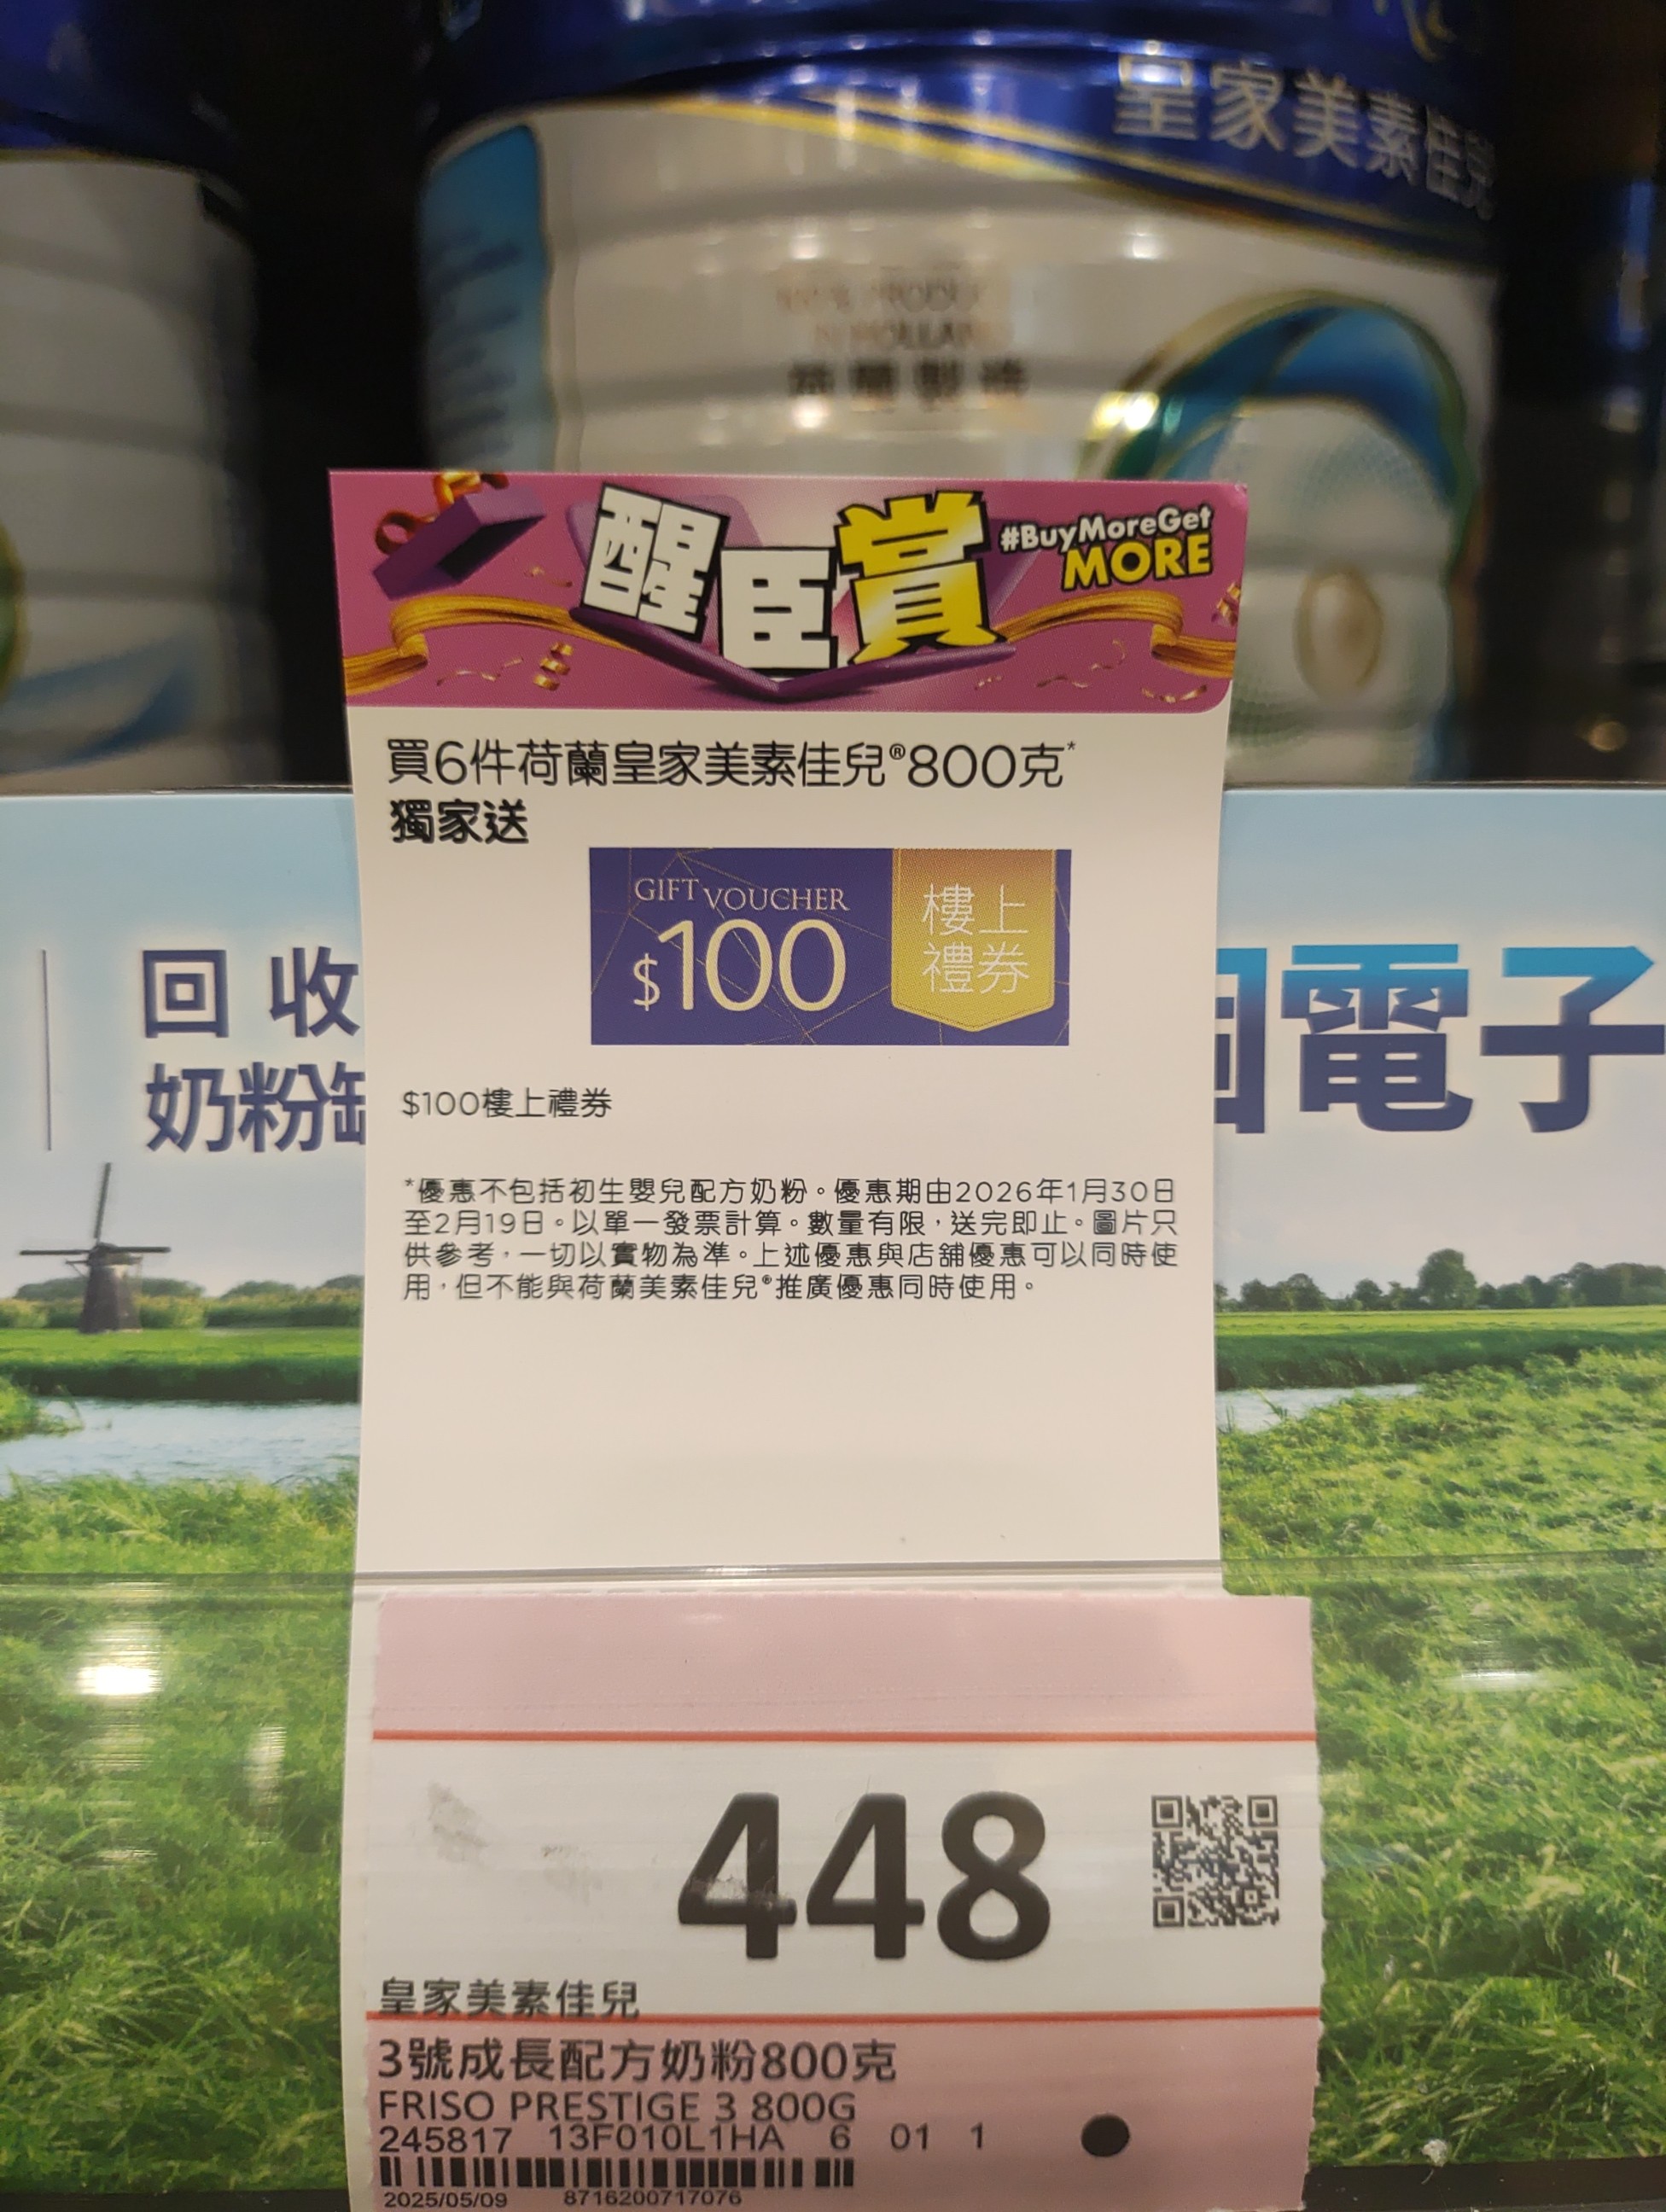 皇家美素佳兒
荷蘭製造
醒臣賞
#BuyMoreGet
MORE
買6件荷蘭皇家美素佳兒®800克*
獨家送
GIFT VOUCHER
$100
樓上
禮券
$100樓上禮券
*優惠不包括初生嬰兒配方奶粉。優惠期由2026年1月30日
至2月19日。以單一發票計算。數量有限，送完即止。圖片只
供參考，一切以實物為準。上述優惠與店舖優惠可以同時使
用，但不能與荷蘭美素佳兒®推廣優惠同時使用。
回收
奶粉罐
個電子
448
皇家美素佳兒
3號成長配方奶粉800克
FRISO PRESTIGE 3 800G
245817 13F010L1HA 6 01 1
2025/05/09 8716200717076